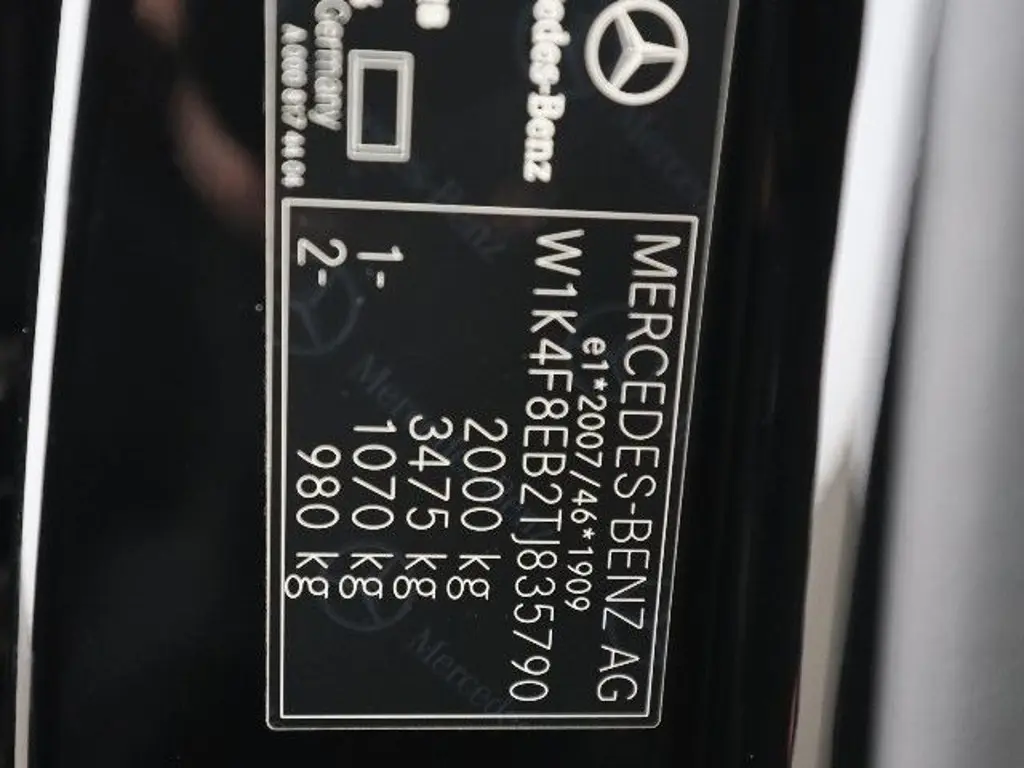 Mercedes-Benz
Germany
MERCEDES-BENZ AG
e1*2007/46*1909
W1K4F8EB2TJ835790
2000 kg
3475 kg
1- 1070 kg
2- 980 kg